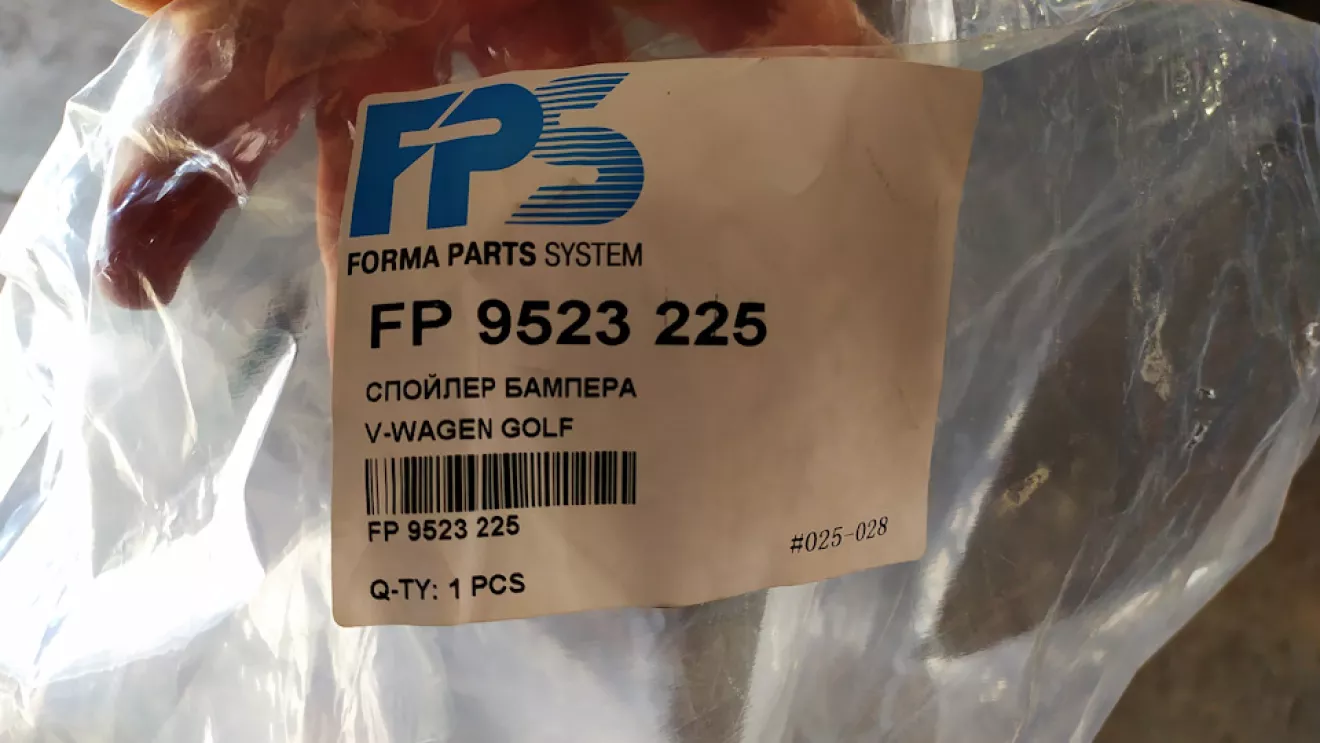 FPS
FORMA PARTS SYSTEM
FP 9523 225
СПОЙЛЕР БАМПЕРА
V-WAGEN GOLF
FP 9523 225
#025-028
Q-TY: 1 PCS